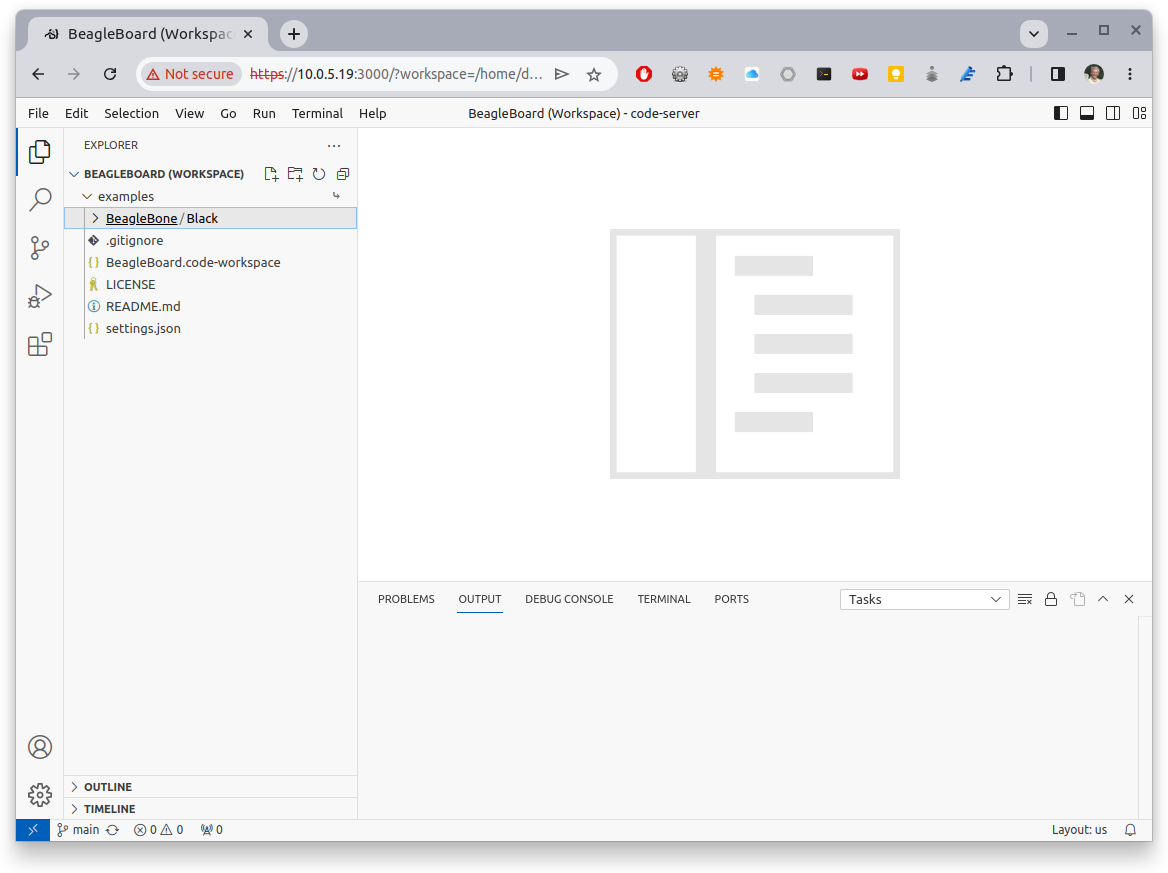 BeagleBoard (Workspac
Not secure https://10.0.5.19:3000/?workspace=/home/d...
File Edit Selection View Go Run Terminal Help BeagleBoard (Workspace) - code-server
EXPLORER
BEAGLEBOARD (WORKSPACE)
examples
BeagleBone/Black
.gitignore
{} BeagleBoard.code-workspace
LICENSE
README.md
{} settings.json
PROBLEMS OUTPUT DEBUG CONSOLE TERMINAL PORTS Tasks
OUTLINE
TIMELINE
main 0 0 0 Layout: us